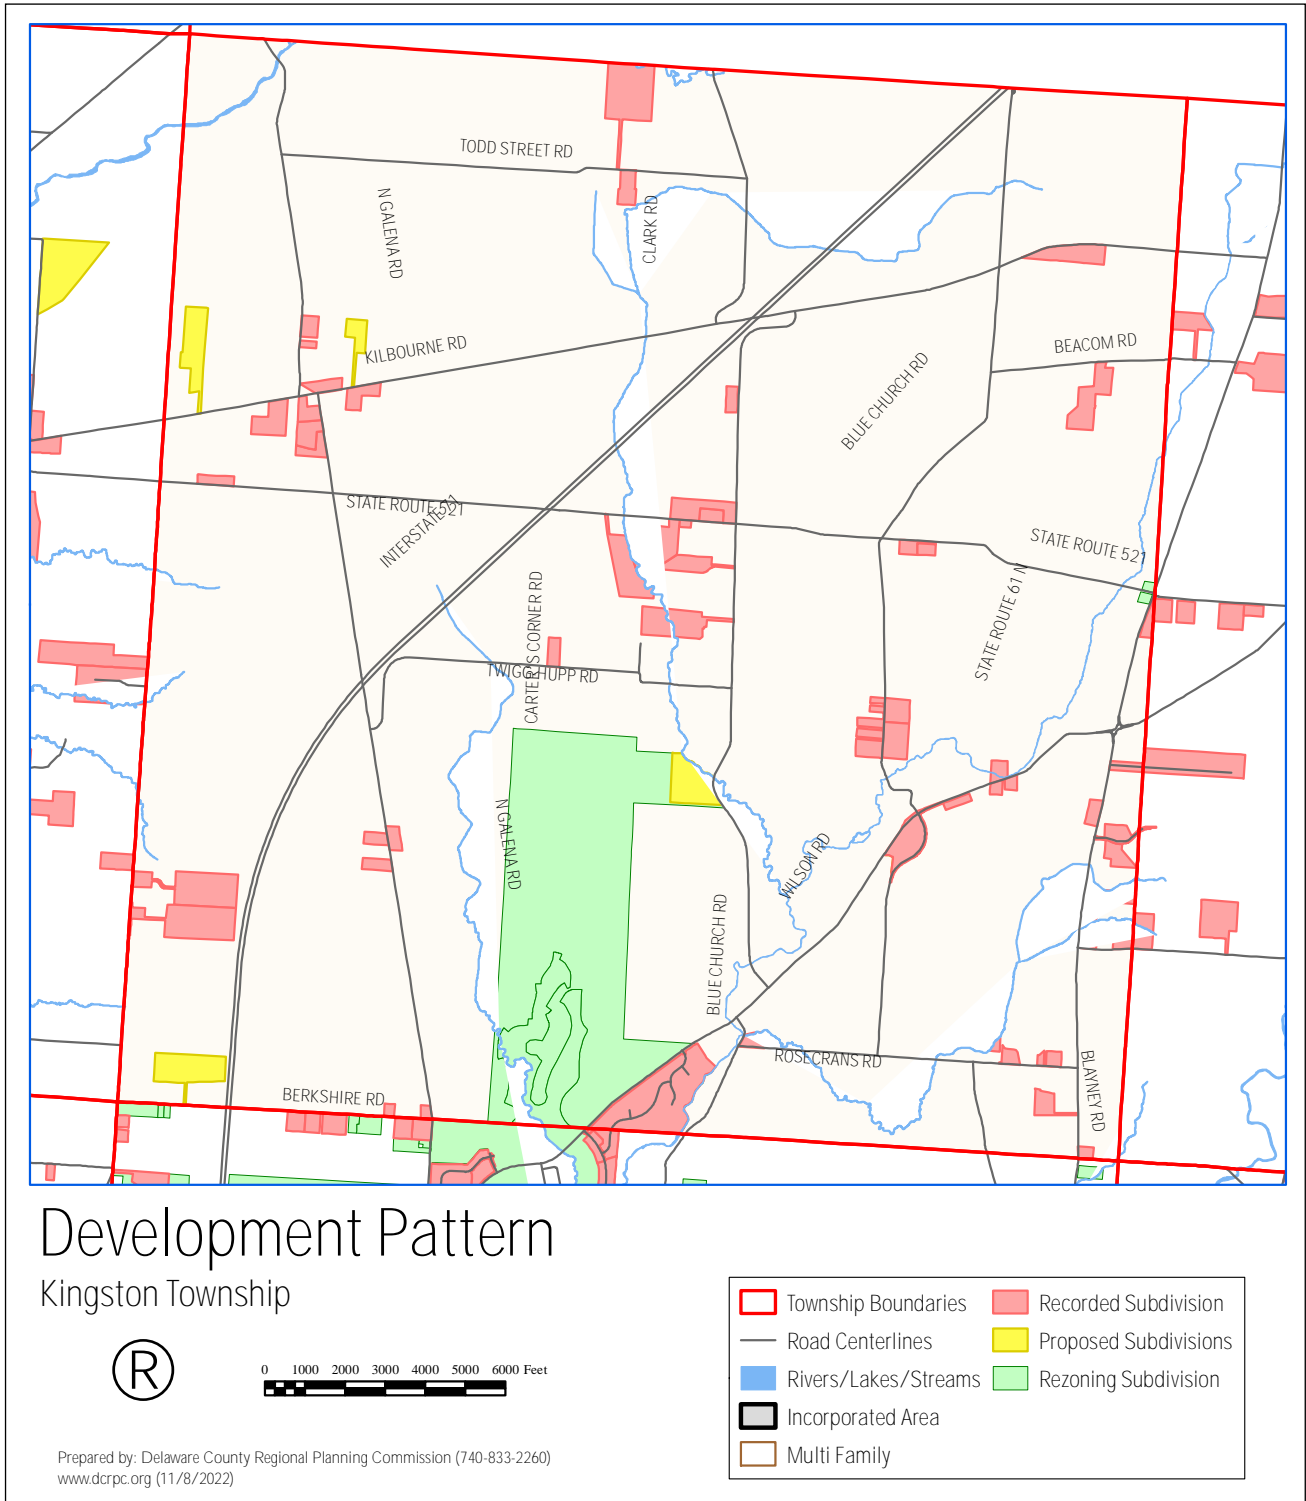 TODD STREET RD
N GALENA RD
CLARK RD
KILBOURNE RD
BEACOM RD
BLUE CHURCH RD
STATE ROUTE 521
INTERSTATE 71
STATE ROUTE 521
STATE ROUTE 61 N
CARTERS CORNER RD
TWIGG HUPP RD
N GALENA RD
WILSON RD
BLUE CHURCH RD
ROSECRANS RD
BLAYNEY RD
BERKSHIRE RD
Development Pattern
Kingston Township
R
0 1000 2000 3000 4000 5000 6000 Feet
Township Boundaries
Road Centerlines
Rivers/Lakes/Streams
Incorporated Area
Multi Family
Recorded Subdivision
Proposed Subdivisions
Rezoning Subdivision
Prepared by: Delaware County Regional Planning Commission (740-833-2260)
www.dcrpc.org (11/8/2022)